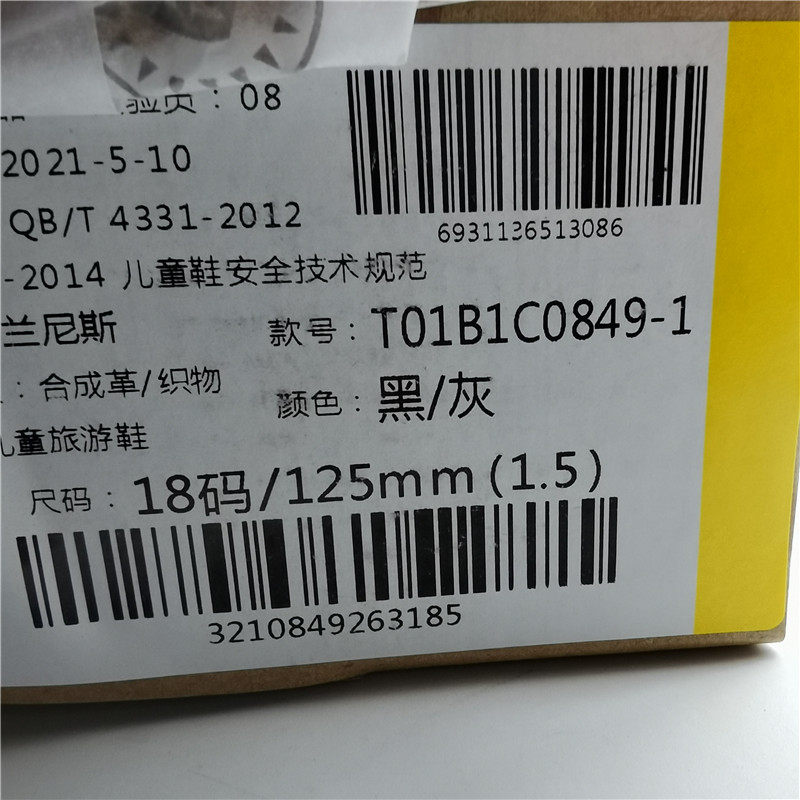 验员：08
2021-5-10
QB/T 4331-2012
6931136513086
-2014 儿童鞋安全技术规范
兰尼斯
款号：T01B1C0849-1
：合成革/织物
颜色：黑/灰
儿童旅游鞋
尺码：18码/125mm(1.5)
3210849263185